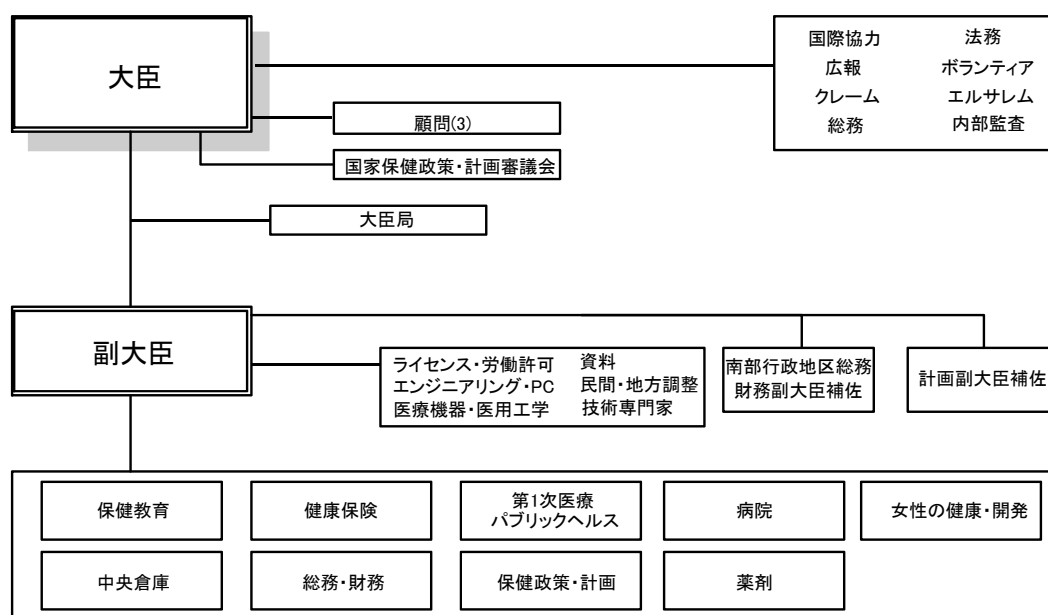 大臣
国際協力 法務
広報 ボランティア
クレーム エルサレム
総務 内部監査
顧問(3)
国家保健政策・計画審議会
大臣局
副大臣
ライセンス・労働許可 資料
エンジニアリング・PC 民間・地方調整
医療機器・医用工学 技術専門家
南部行政地区総務
財務副大臣補佐
計画副大臣補佐
保健教育
健康保険
第1次医療
パブリックヘルス
病院
女性の健康・開発
中央倉庫
総務・財務
保健政策・計画
薬剤